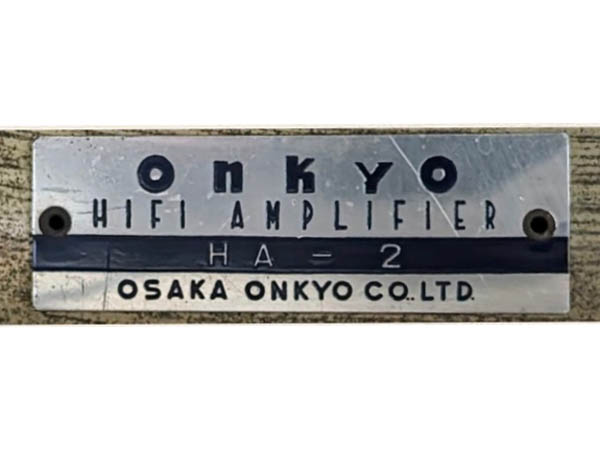 onkyo
HIFI AMPLIFIER
HA - 2
OSAKA ONKYO CO., LTD.